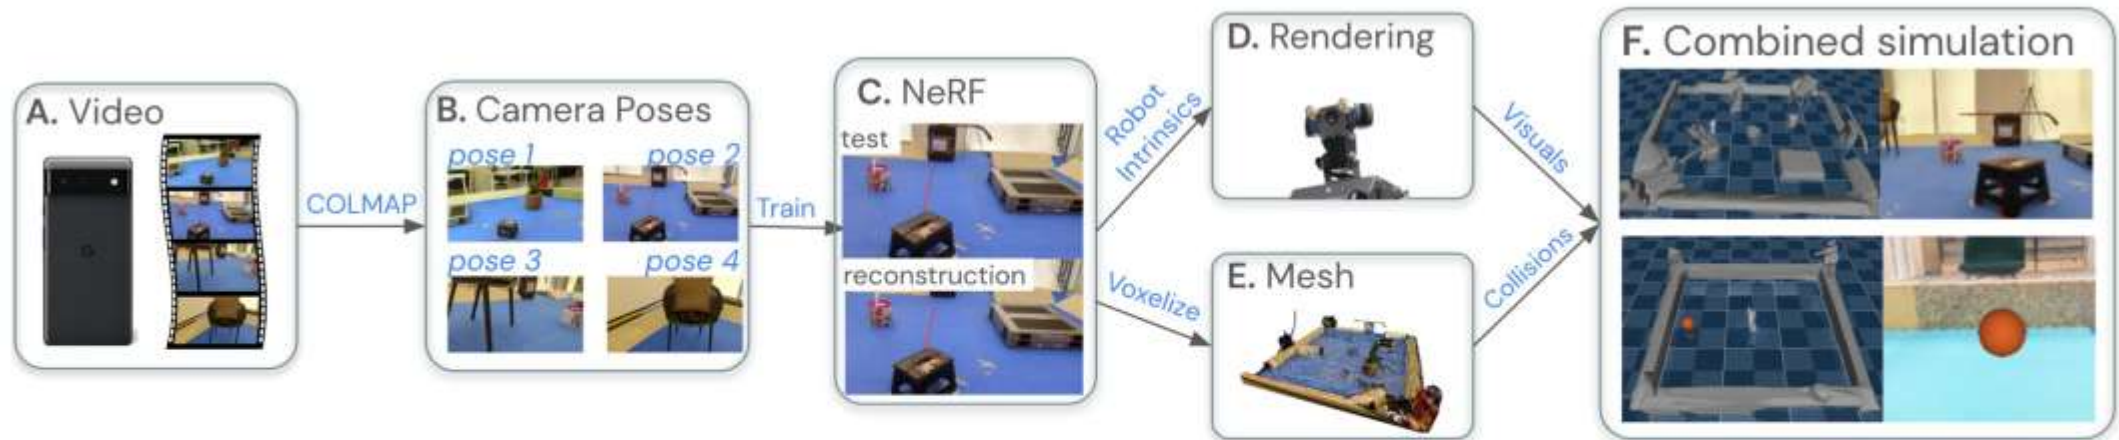 A. Video
COLMAP
B. Camera Poses
pose 1
pose 2
pose 3
pose 4
Train
C. NeRF
test
reconstruction
Robot
Intrinsics
Voxelize
D. Rendering
E. Mesh
Visuals
Collisions
F. Combined simulation